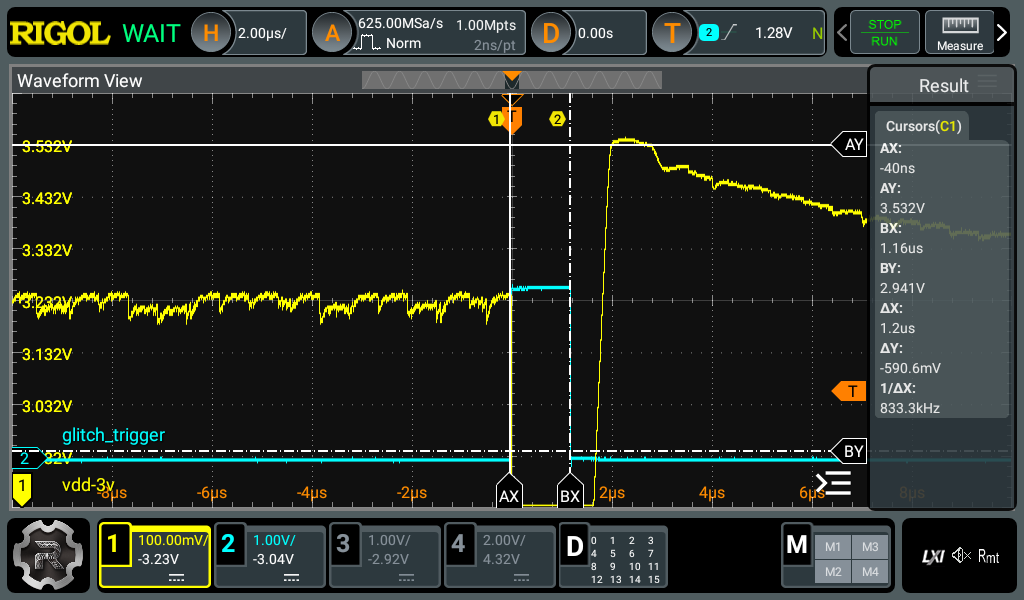 RIGOL WAIT H 2.00µs/ A 625.00MSa/s 1.00Mpts Norm 2ns/pt D 0.00s T 2 1.28V N STOP RUN Measure
Waveform View
Result
1 T 2
Cursors(C1)
3.532V AY
AX:
-40ns
AY:
3.532V
3.432V
BX:
1.16us
3.332V
BY:
2.941V
3.232V
ΔX:
1.2us
ΔY:
-590.6mV
3.132V
1/ΔX:
833.3kHz
T
3.032V
glitch_trigger
2 32V BY
1 vdd-3v
-8µs -6µs -4µs -2µs AX BX 2µs 4µs 6µs 8µs
1 100.00mV/ -3.23V
2 1.00V/ -3.04V
3 1.00V/ -2.92V
4 2.00V/ 4.32V
D 0 1 2 3
4 5 6 7
8 9 10 11
12 13 14 15
M M1 M3
M2 M4
LXI Rmt